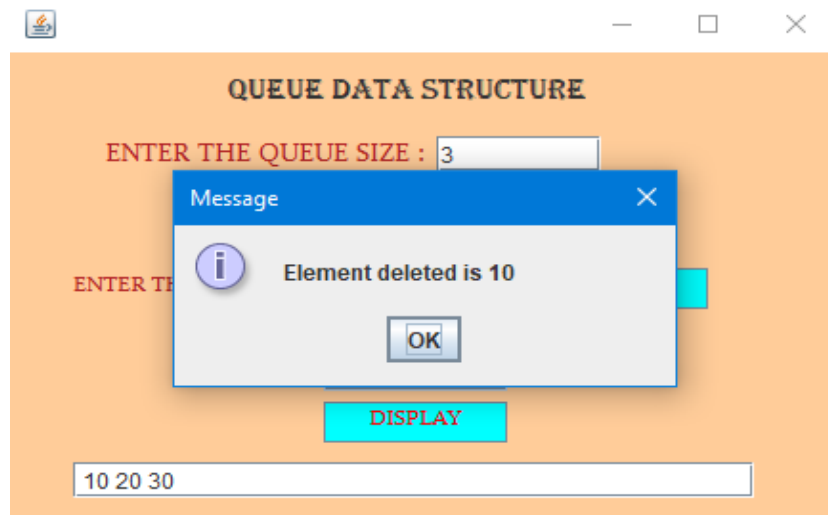 QUEUE DATA STRUCTURE
ENTER THE QUEUE SIZE : 3
Message
Element deleted is 10
ENTER
OK
DISPLAY
10 20 30